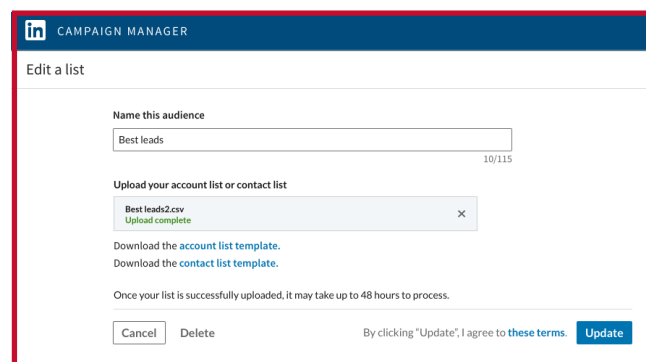 in CAMPAIGN MANAGER
Edit a list
Name this audience
Best leads
10/115
Upload your account list or contact list
Best leads2.csv
Upload complete
Download the account list template.
Download the contact list template.
Once your list is successfully uploaded, it may take up to 48 hours to process.
Cancel Delete By clicking "Update", I agree to these terms. Update